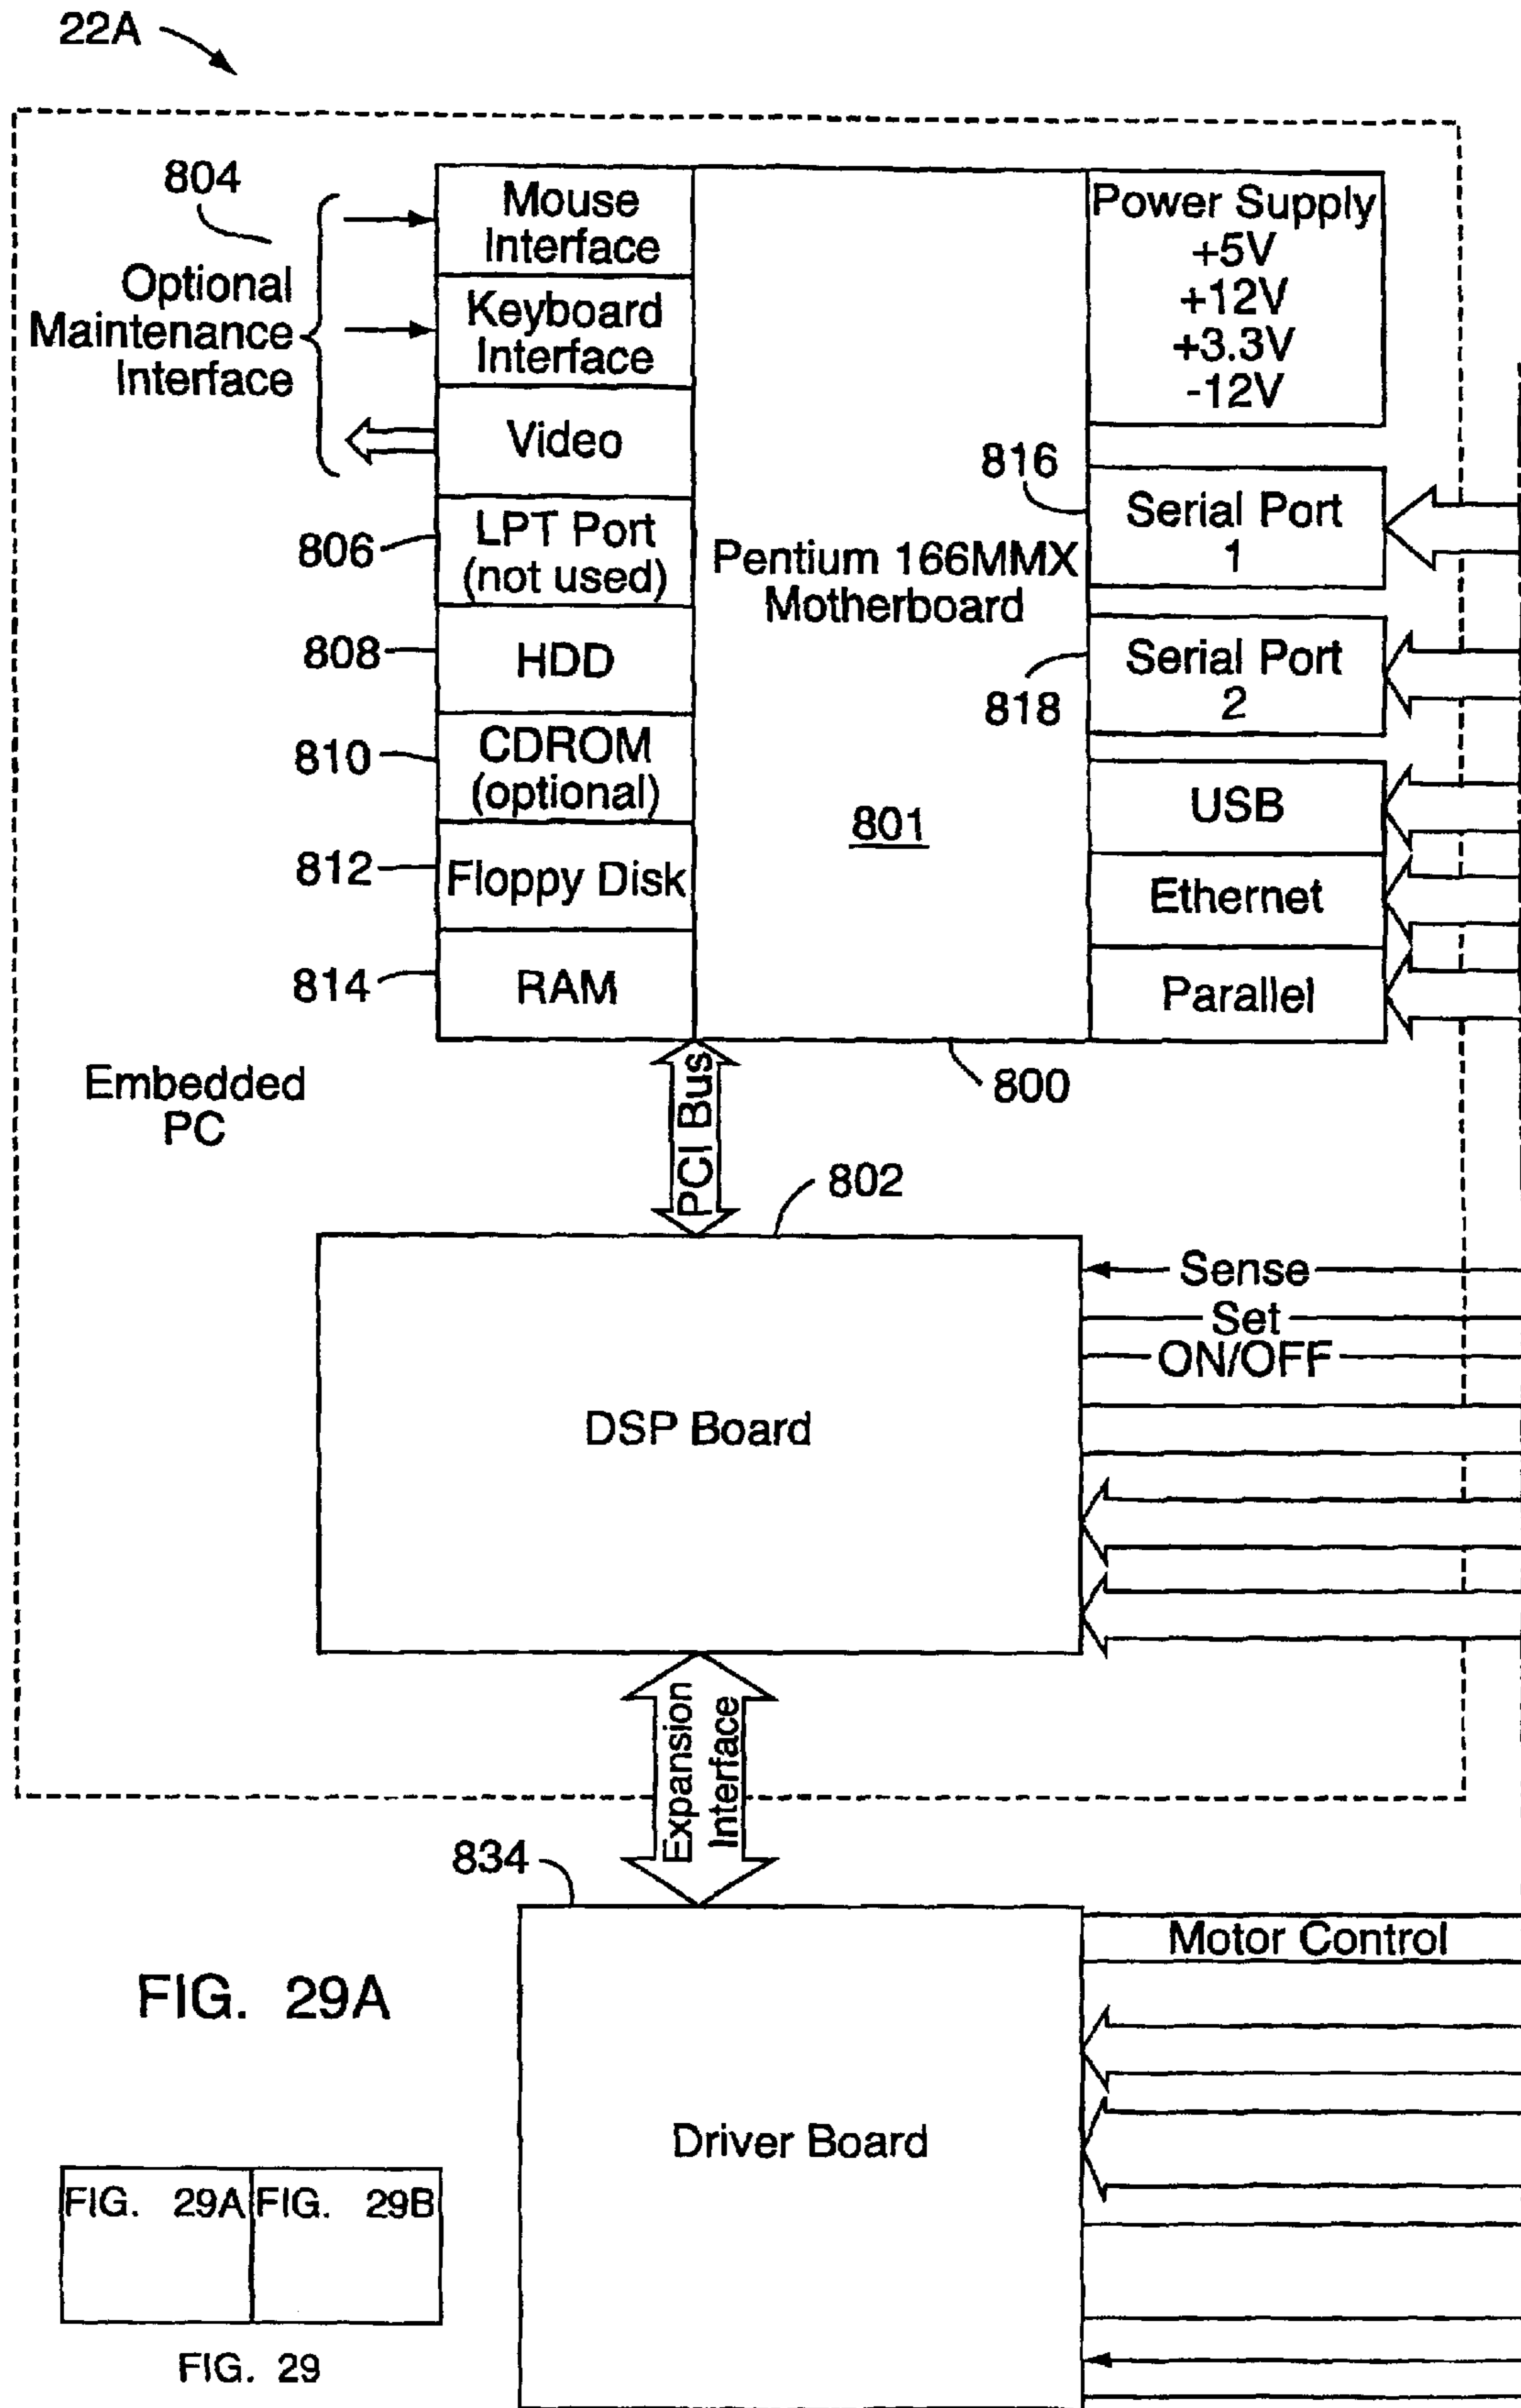 22A
804
Optional
Maintenance
Interface
Mouse
Interface
Keyboard
Interface
Video
806
LPT Port
(not used)
808
HDD
810
CDROM
(optional)
812
Floppy Disk
814
RAM
Pentium 166MMX
Motherboard
801
Power Supply
+5V
+12V
+3.3V
-12V
816
Serial Port
1
818
Serial Port
2
USB
Ethernet
Parallel
800
Embedded
PC
PCI Bus
802
DSP Board
Sense
Set
ON/OFF
Expansion
Interface
834
Driver Board
Motor Control
FIG. 29A
FIG. 29A
FIG. 29B
FIG. 29